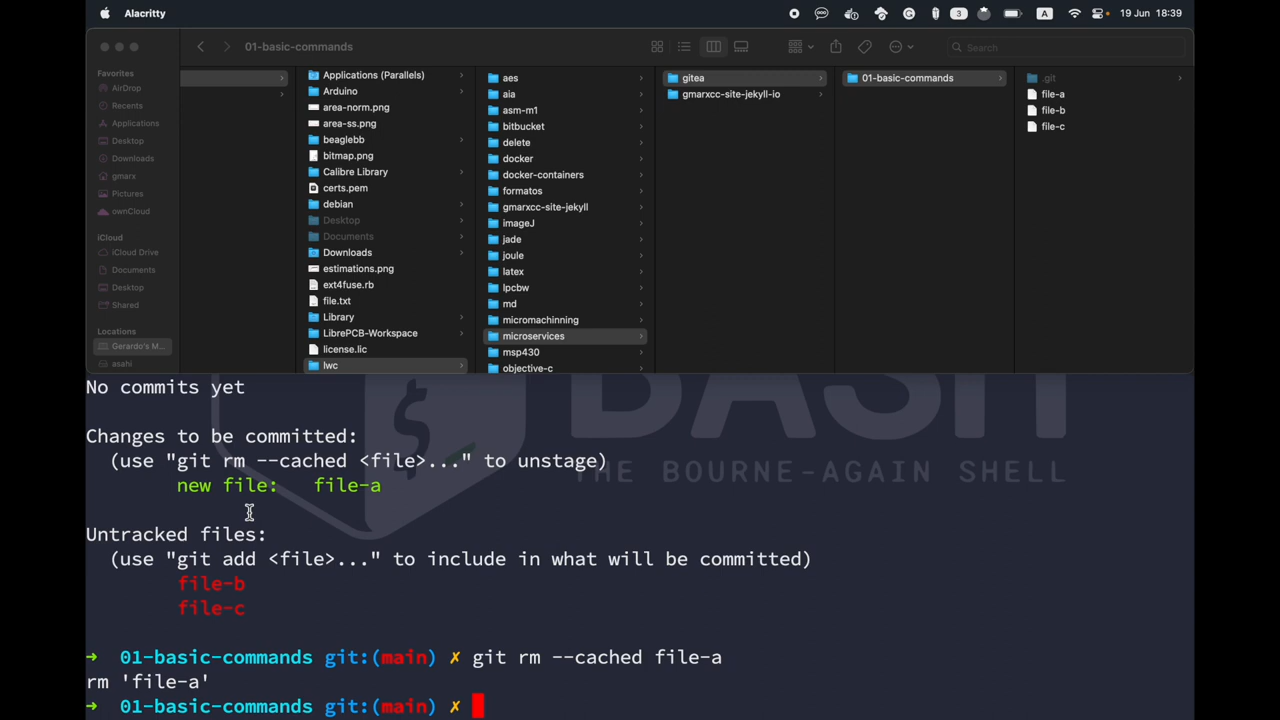 Alacritty
3
A
19 Jun 18:39
01-basic-commands
Search
Favorites
AirDrop
Recents
Applications
Desktop
Downloads
gmarx
Pictures
ownCloud
iCloud
iCloud Drive
Documents
Desktop
Shared
Locations
Gerardo's M...
asahi
Applications (Parallels)
Arduino
area-norm.png
area-ss.png
beaglebb
bitmap.png
Calibre Library
certs.pem
debian
Desktop
Documents
Downloads
estimations.png
ext4fuse.rb
file.txt
Library
LibrePCB-Workspace
license.lic
lwc
aes
aia
asm-m1
bitbucket
delete
docker
docker-containers
formatos
gmarxcc-site-jekyll
imageJ
jade
joule
latex
lpcbw
md
micromachinning
microservices
msp430
objective-c
gitea
gmarxcc-site-jekyll-io
01-basic-commands
.git
file-a
file-b
file-c
BASH
THE BOURNE-AGAIN SHELL
No commits yet
Changes to be committed:
(use "git rm --cached <file>..." to unstage)
new file: file-a
Untracked files:
(use "git add <file>..." to include in what will be committed)
file-b
file-c
➜ 01-basic-commands git:(main) ✗ git rm --cached file-a
rm 'file-a'
➜ 01-basic-commands git:(main) ✗